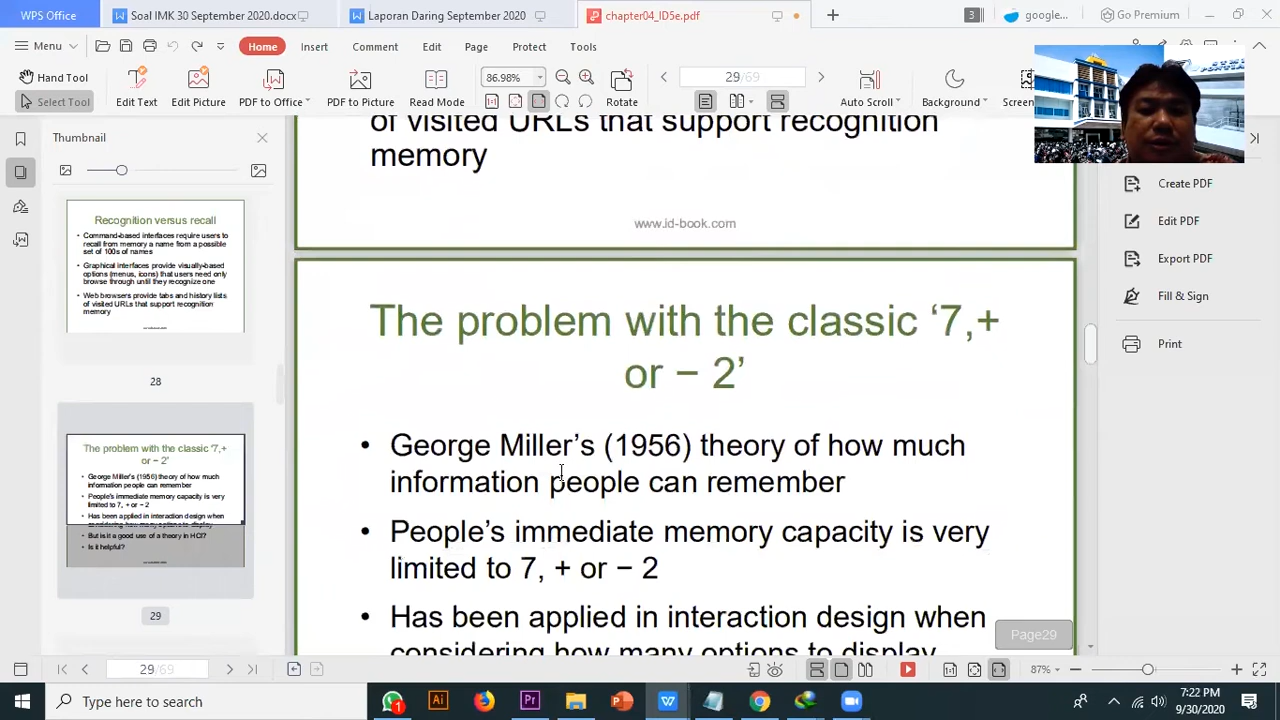 WPS Office
Soal IMK 30 September 2020.docx
Laporan Daring September 2020
chapter04_ID5e.pdf
3
google...
Go Premium
Menu
Home
Insert
Comment
Edit
Page
Protect
Tools
Hand Tool
Select Tool
Edit Text
Edit Picture
PDF to Office
PDF to Picture
Read Mode
86.98%
Rotate
29/69
Auto Scroll
Background
Screen
Thumbnail
Recognition versus recall
• Command-based interfaces require users to
recall from memory a name from a possible
set of 100s of names
• Graphical interfaces provide visually-based
options (menus, icons) that users need only
browse through until they recognize one
• Web browsers provide tabs and history lists
of visited URLs that support recognition
memory
28
The problem with the classic ‘7,+
or − 2’
• George Miller’s (1956) theory of how much
information people can remember
• People’s immediate memory capacity is very
limited to 7, + or − 2
• Has been applied in interaction design when
considering how many options to display
• But is it a good use of a theory in HCI?
• Is it helpful?
29
of visited URLs that support recognition
memory
www.id-book.com
The problem with the classic ‘7,+
or − 2’
• George Miller’s (1956) theory of how much
information people can remember
• People’s immediate memory capacity is very
limited to 7, + or − 2
• Has been applied in interaction design when
considering how many options to display
Page29
Create PDF
Edit PDF
Export PDF
Fill & Sign
Print
29/69
87%
Type here to search
1
7:22 PM
9/30/2020